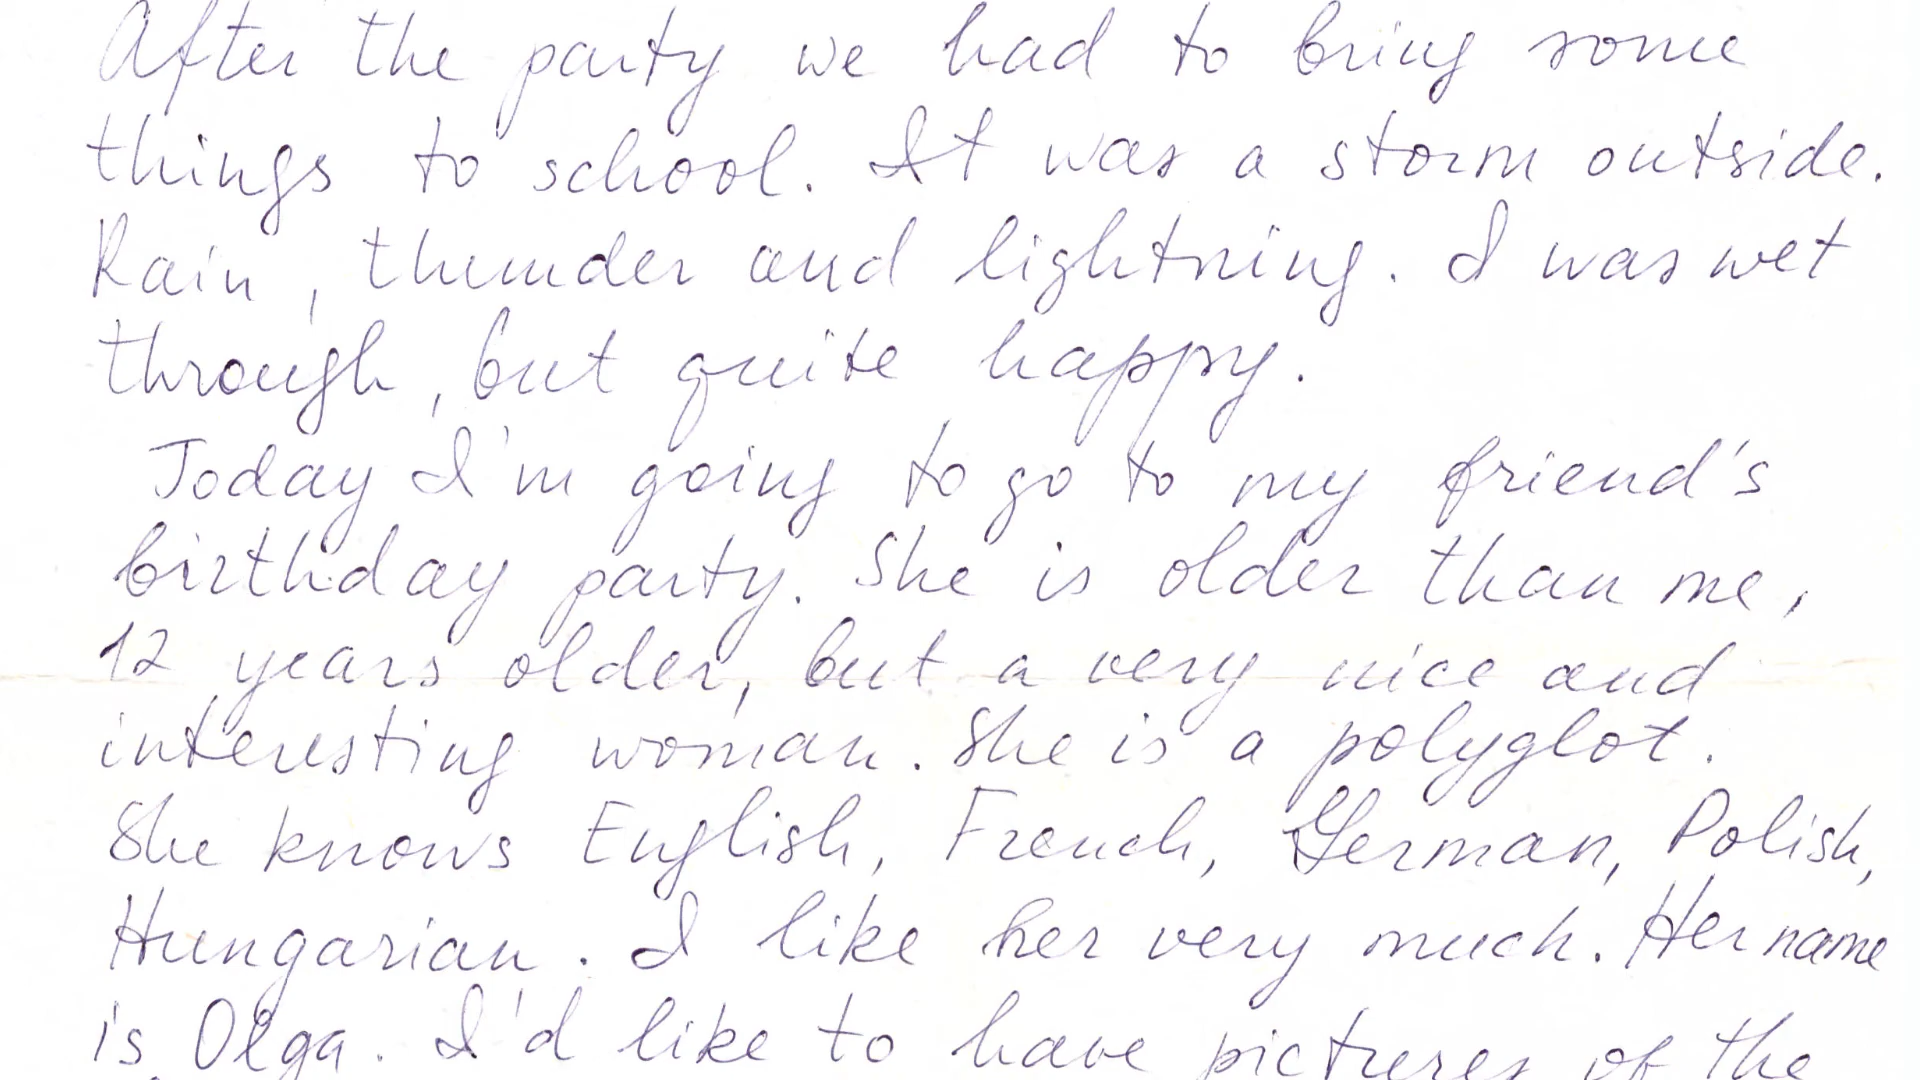 After the party we had to bring some
things to school. It was a storm outside.
Rain, thunder and lightning. I was wet
through, but quite happy.
Today I'm going to go to my friend's
birthday party. She is older than me,
12 years older, but a very nice and
interesting woman. She is a polyglot.
She knows English, French, German, Polish,
Hungarian. I like her very much. Her name
is Olga. I'd like to have pictures of the